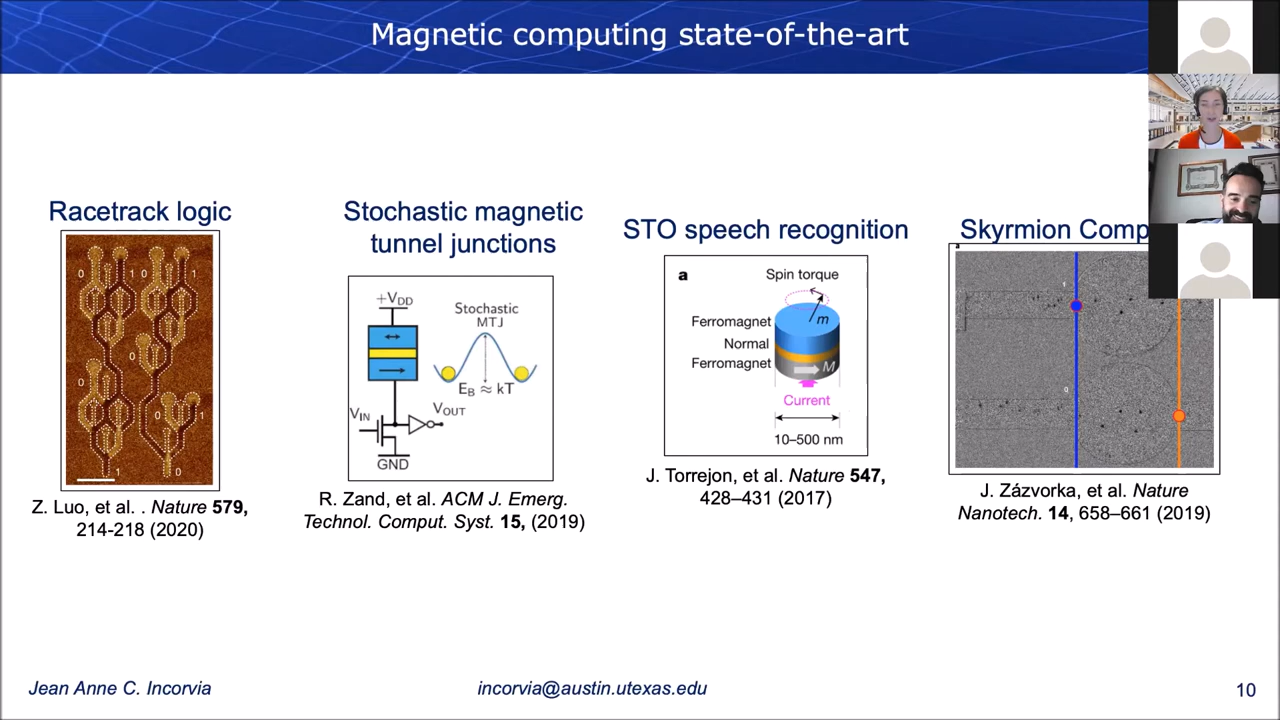 Magnetic computing state-of-the-art
Racetrack logic
0
1
0
1
0
0
0
1
1
0
Z. Luo, et al. . Nature 579,
214-218 (2020)
Stochastic magnetic
tunnel junctions
+VDD
Stochastic
MTJ
EB ≈ kT
VIN
VOUT
GND
R. Zand, et al. ACM J. Emerg.
Technol. Comput. Syst. 15, (2019)
STO speech recognition
a
Spin torque
m
Ferromagnet
Normal
Ferromagnet
M
Current
10–500 nm
J. Torrejon, et al. Nature 547,
428–431 (2017)
Skyrmion Comp
a
1
0
J. Zázvorka, et al. Nature
Nanotech. 14, 658–661 (2019)
Jean Anne C. Incorvia
incorvia@austin.utexas.edu
10